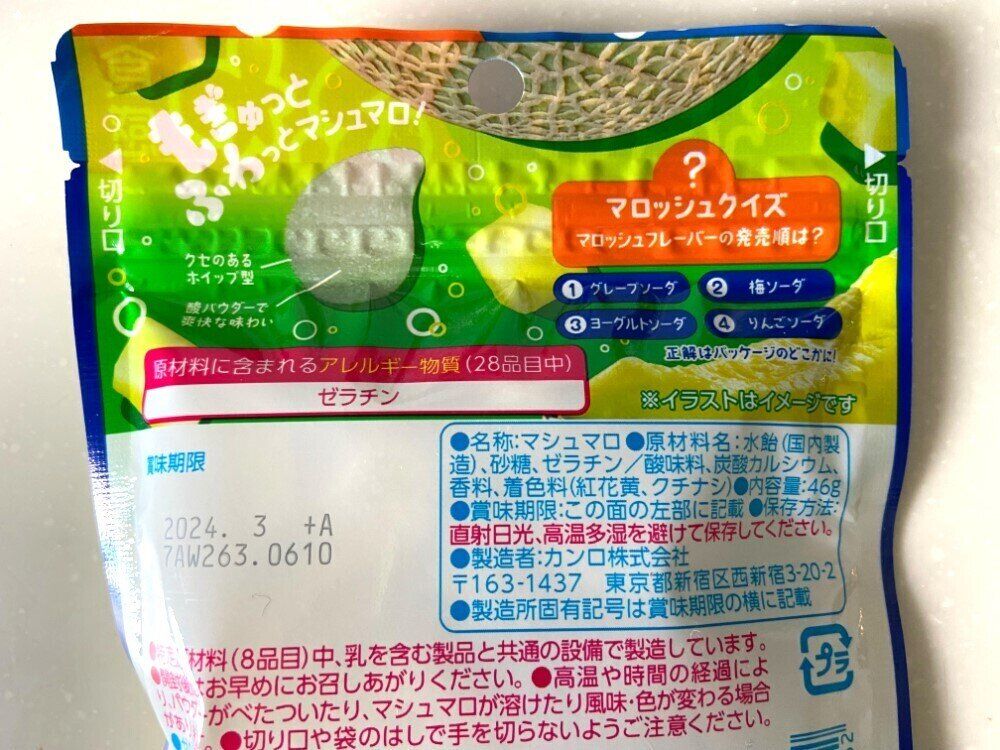 もぎゅっと
ふわっとマシュマロ!
切り口
切り口
クセのある
ホイップ型
酸パウダーで
爽快な味わい
?
マロッシュクイズ
マロッシュフレーバーの発売順は?
1 グレープソーダ
2 梅ソーダ
3 ヨーグルトソーダ
4 りんごソーダ
正解はパッケージのどこかに!
※イラストはイメージです
原材料に含まれるアレルギー物質(28品目中)
ゼラチン
賞味期限
2024. 3 +A
7AW263.0610
●名称:マシュマロ●原材料名:水飴(国内製
造)、砂糖、ゼラチン/酸味料、炭酸カルシウム、
香料、着色料(紅花黄、クチナシ)●内容量:46g
●賞味期限:この面の左部に記載●保存方法:
直射日光、高温多湿を避けて保存してください。
●製造者:カンロ株式会社
〒163-1437 東京都新宿区西新宿3-20-2
●製造所固有記号は賞味期限の横に記載
材料(8品目)中、乳を含む製品と共通の設備で製造しています。
はお早めにお召しあがりください。●高温や時間の経過によ
り、パウダーがべたついたり、マシュマロが溶けたり風味・色が変わる場合
があ
●切り口や袋のはしで手を切らないようご注意ください。
プラ